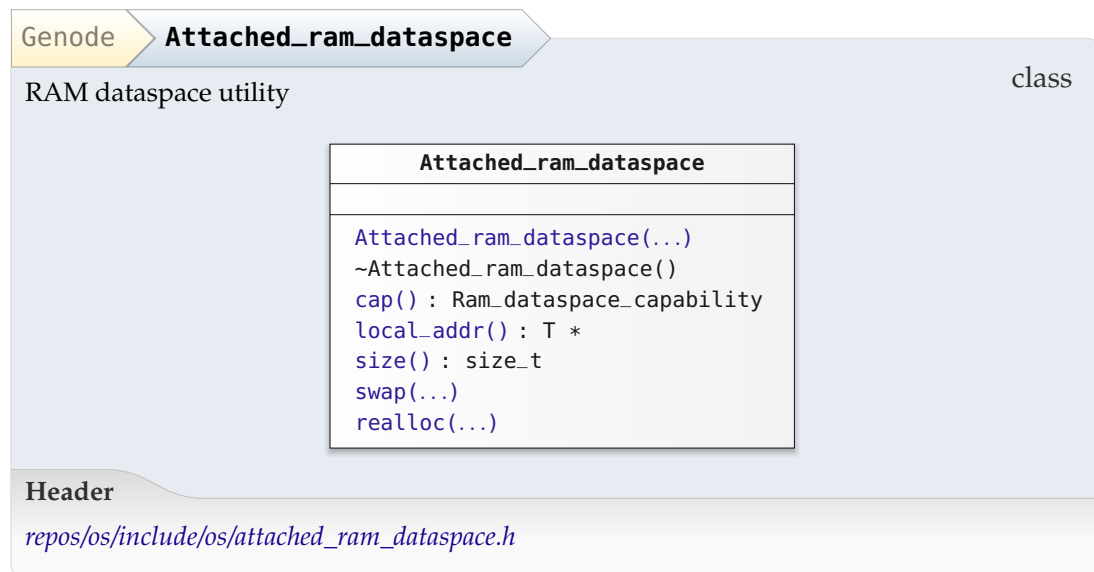 Genode Attached_ram_dataspace
class
RAM dataspace utility
Attached_ram_dataspace
Attached_ram_dataspace(...)
~Attached_ram_dataspace()
cap() : Ram_dataspace_capability
local_addr() : T *
size() : size_t
swap(...)
realloc(...)
Header
repos/os/include/os/attached_ram_dataspace.h